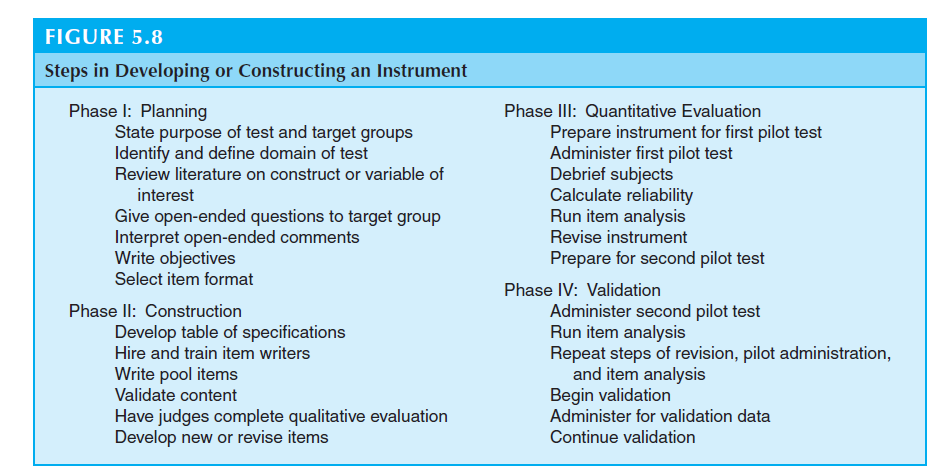 FIGURE 5.8
Steps in Developing or Constructing an Instrument
Phase I: Planning
State purpose of test and target groups
Identify and define domain of test
Review literature on construct or variable of
interest
Give open-ended questions to target group
Interpret open-ended comments
Write objectives
Select item format
Phase II: Construction
Develop table of specifications
Hire and train item writers
Write pool items
Validate content
Have judges complete qualitative evaluation
Develop new or revise items
Phase III: Quantitative Evaluation
Prepare instrument for first pilot test
Administer first pilot test
Debrief subjects
Calculate reliability
Run item analysis
Revise instrument
Prepare for second pilot test
Phase IV: Validation
Administer second pilot test
Run item analysis
Repeat steps of revision, pilot administration,
and item analysis
Begin validation
Administer for validation data
Continue validation